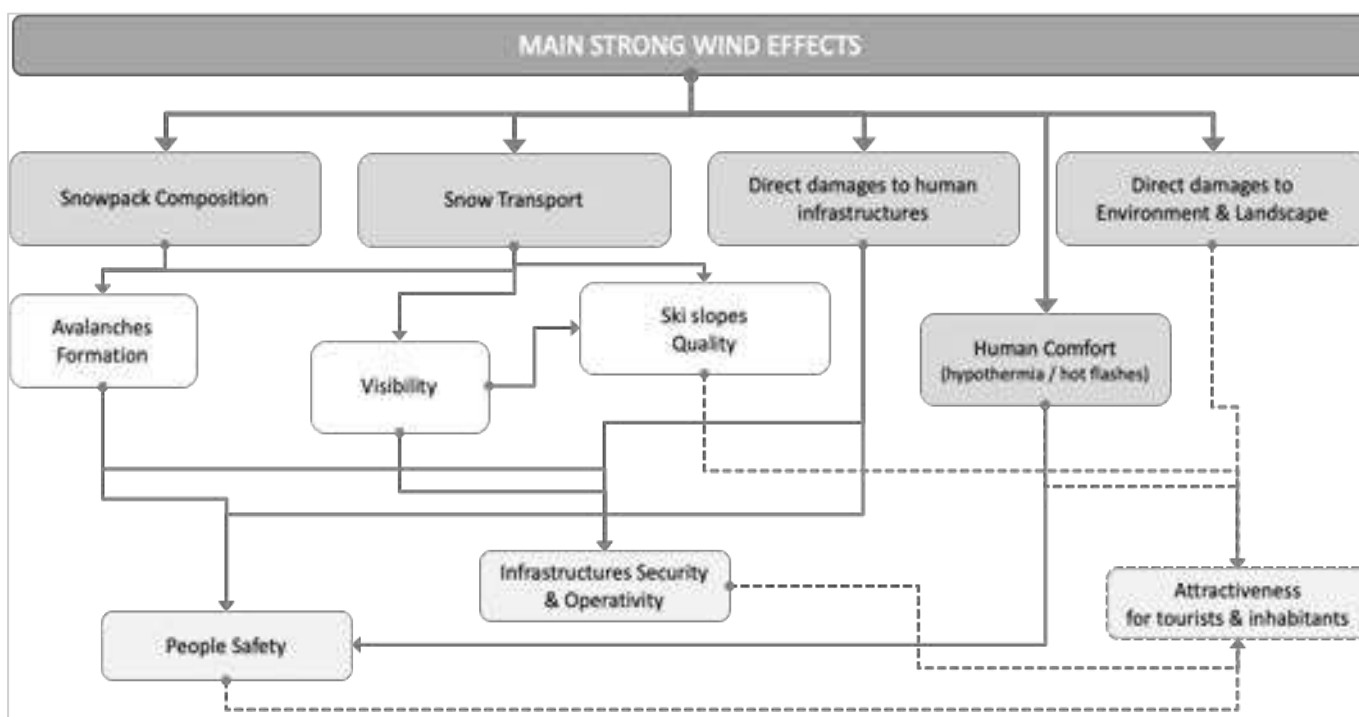 MAIN STRONG WIND EFFECTS
Snowpack Composition
Snow Transport
Direct damages to human
infrastructures
Direct damages to
Environment & Landscape
Avalanches
Formation
Visibility
Ski slopes
Quality
Human Comfort
(hypothermia / hot flashes)
Infrastructures Security
& Operativity
Attractiveness
for tourists & inhabitants
People Safety